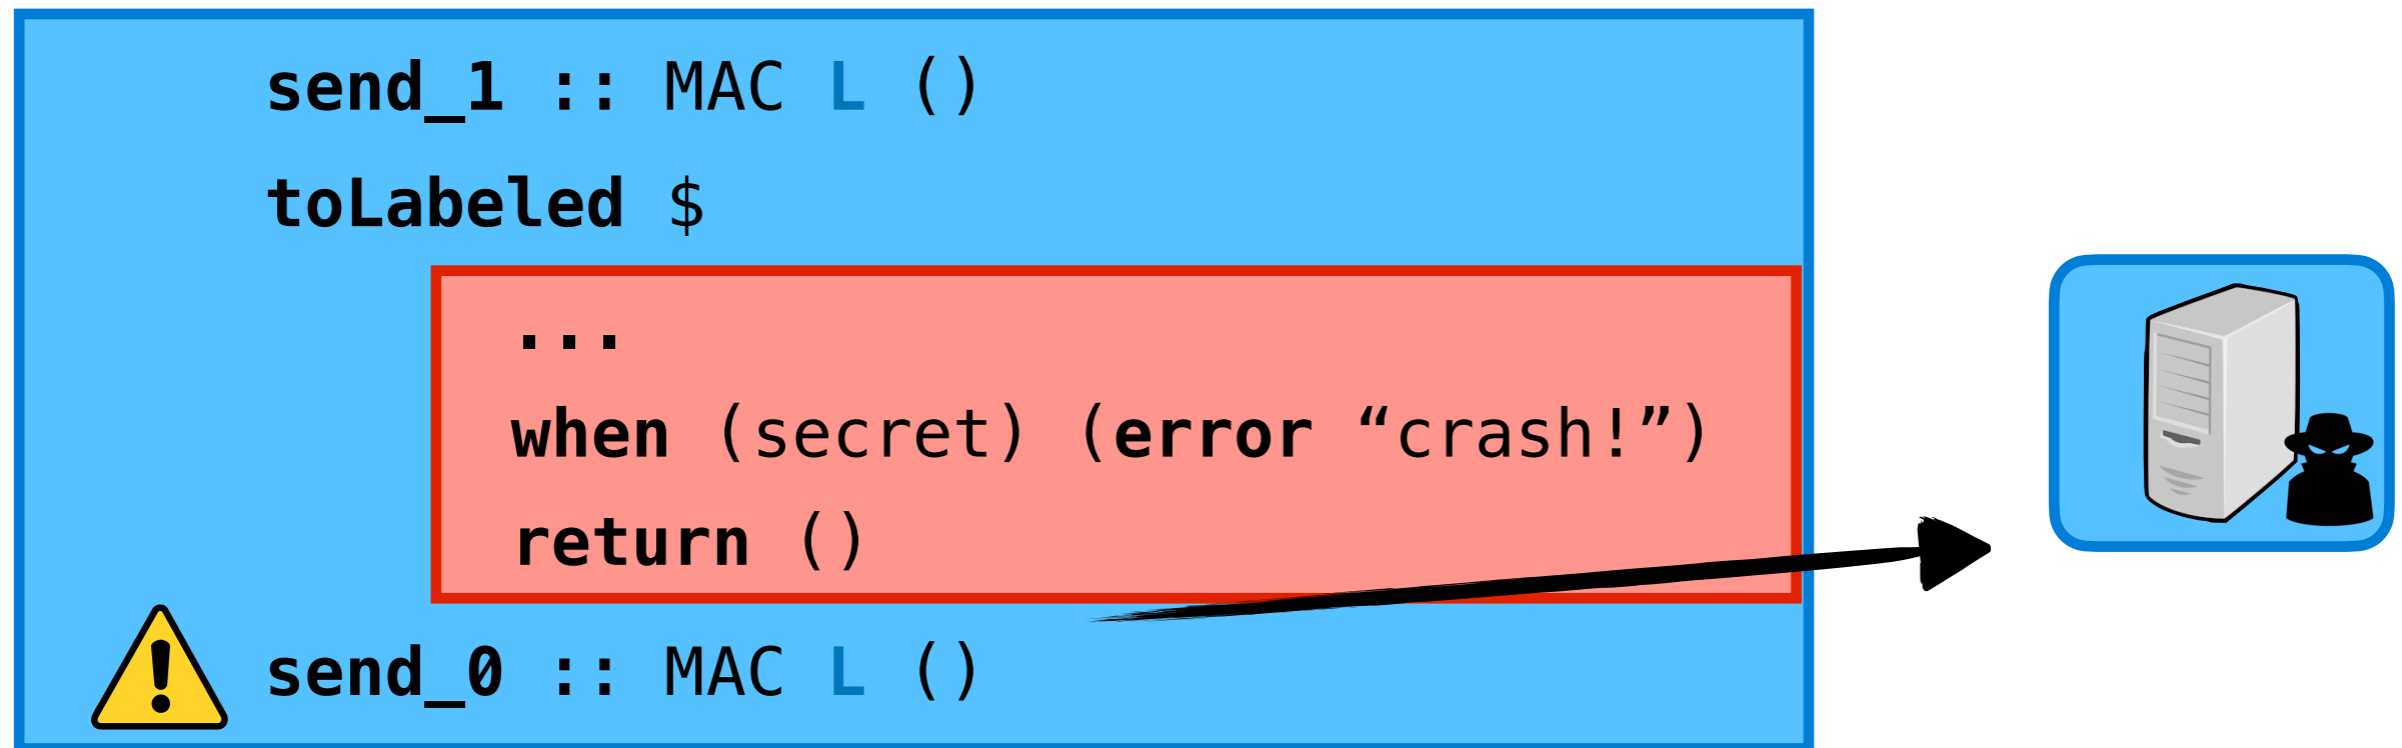 send_1 :: MAC L ()
toLabeled $
...
when (secret) (error “crash!”)
return ()
send_0 :: MAC L ()